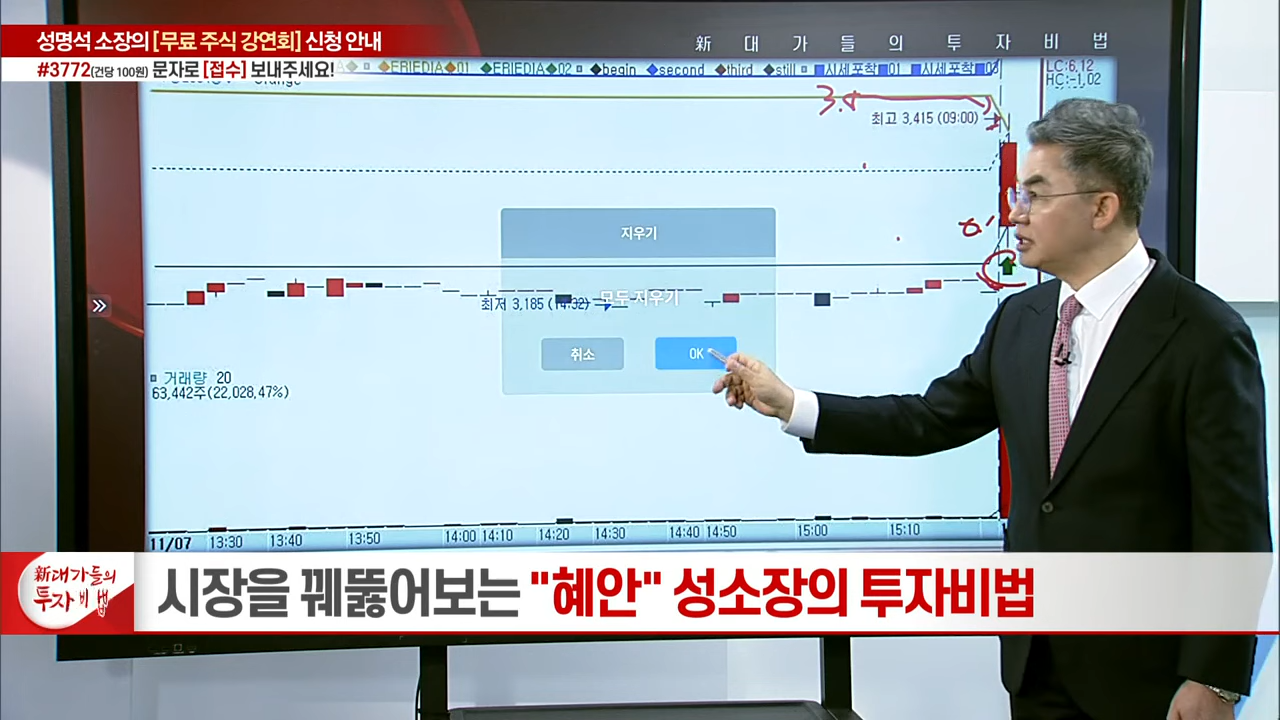 성명석 소장의 [무료 주식 강연회] 신청 안내
#3772(건당 100원) 문자로 [접수] 보내주세요!
新 대 가 들 의 투 자 비 법
◆ERIEDIA◆01 ◆ERIEDIA◆02 ◆begin ◆second ◆third ◆still ■시세포착■01 ■시세포착■02
LC:6,12
HC:-1,02
3.
최고 3,415 (09:00)
지우기
모두 지우기
최저 3,185 (14:32)
취소
OK
거래량 20
63,442주(22,028,47%)
11/07 13:30 13:40 13:50 14:00 14:10 14:20 14:30 14:40 14:50 15:00 15:10
新대가들의
투자비법
시장을 꿰뚫어보는 "혜안" 성소장의 투자비법